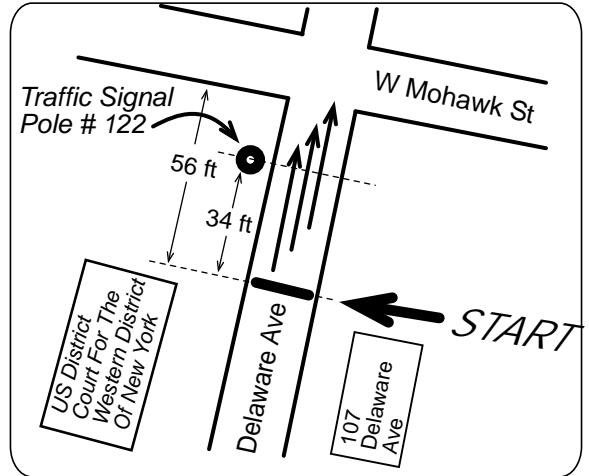 W Mohawk St
Traffic Signal
Pole # 122
56 ft
34 ft
START
US District
Court For The
Western District
Of New York
Delaware Ave
107
Delaware
Ave